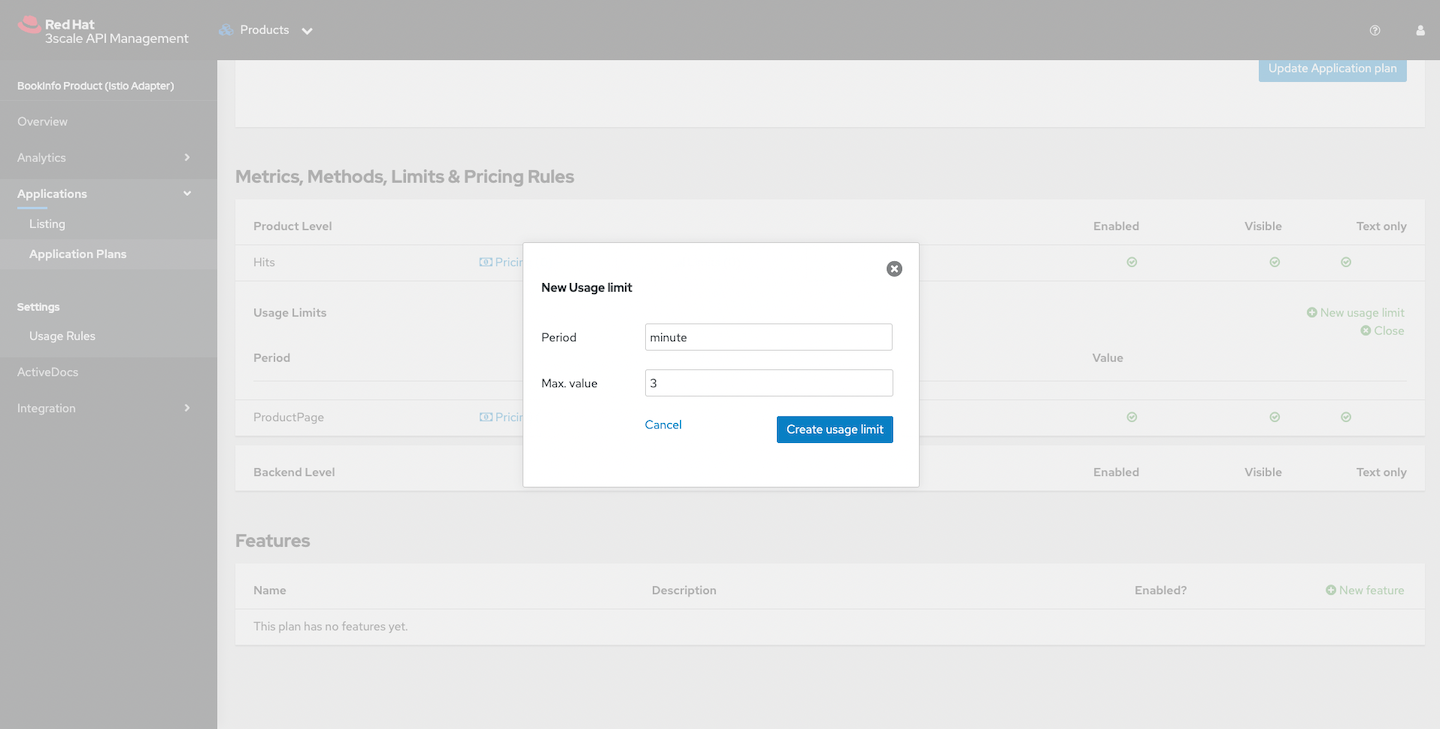 Red Hat
3scale API Management
Products
BookInfo Product (Istio Adapter)
Overview
Analytics
Applications
Listing
Application Plans
Settings
Usage Rules
ActiveDocs
Integration
Update Application plan
Metrics, Methods, Limits & Pricing Rules
Product Level Enabled Visible Text only
Hits
Usage Limits New usage limit
Close
Period Value
ProductPage
Backend Level Enabled Visible Text only
New Usage limit
Period minute
Max. value 3
Cancel Create usage limit
Features
Name Description Enabled? New feature
This plan has no features yet.